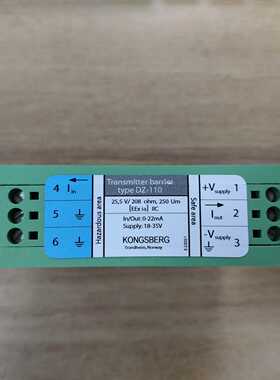 Transmitter barrier
type DZ-110
25,5 V/ 208 ohm, 250 Um
[EEx ia] IIC
In/Out: 0-22mA
Supply: 18-35V
KONGSBERG
Trondheim, Norway
Hazardous area
Safe area
4 I in
5
6
+V supply 1
I out 2
-V supply 3